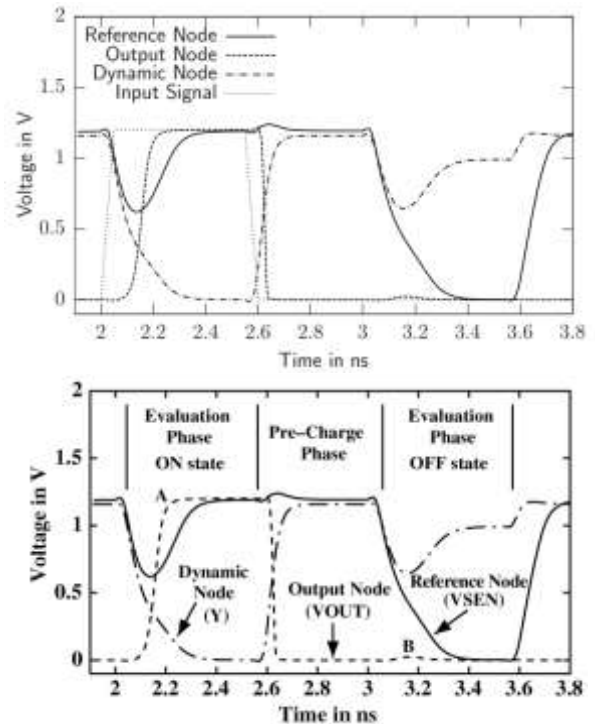 2
Reference Node
Output Node
Dynamic Node
Input Signal
1.5
1
0.5
0
Voltage in V
2 2.2 2.4 2.6 2.8 3 3.2 3.4 3.6 3.8
Time in ns
2
Evaluation Phase ON state
Pre–Charge Phase
Evaluation Phase OFF state
1.5
A
1
0.5
0
Voltage in V
Dynamic Node (Y)
Output Node (VOUT)
Reference Node (VSEN)
B
2 2.2 2.4 2.6 2.8 3 3.2 3.4 3.6 3.8
Time in ns